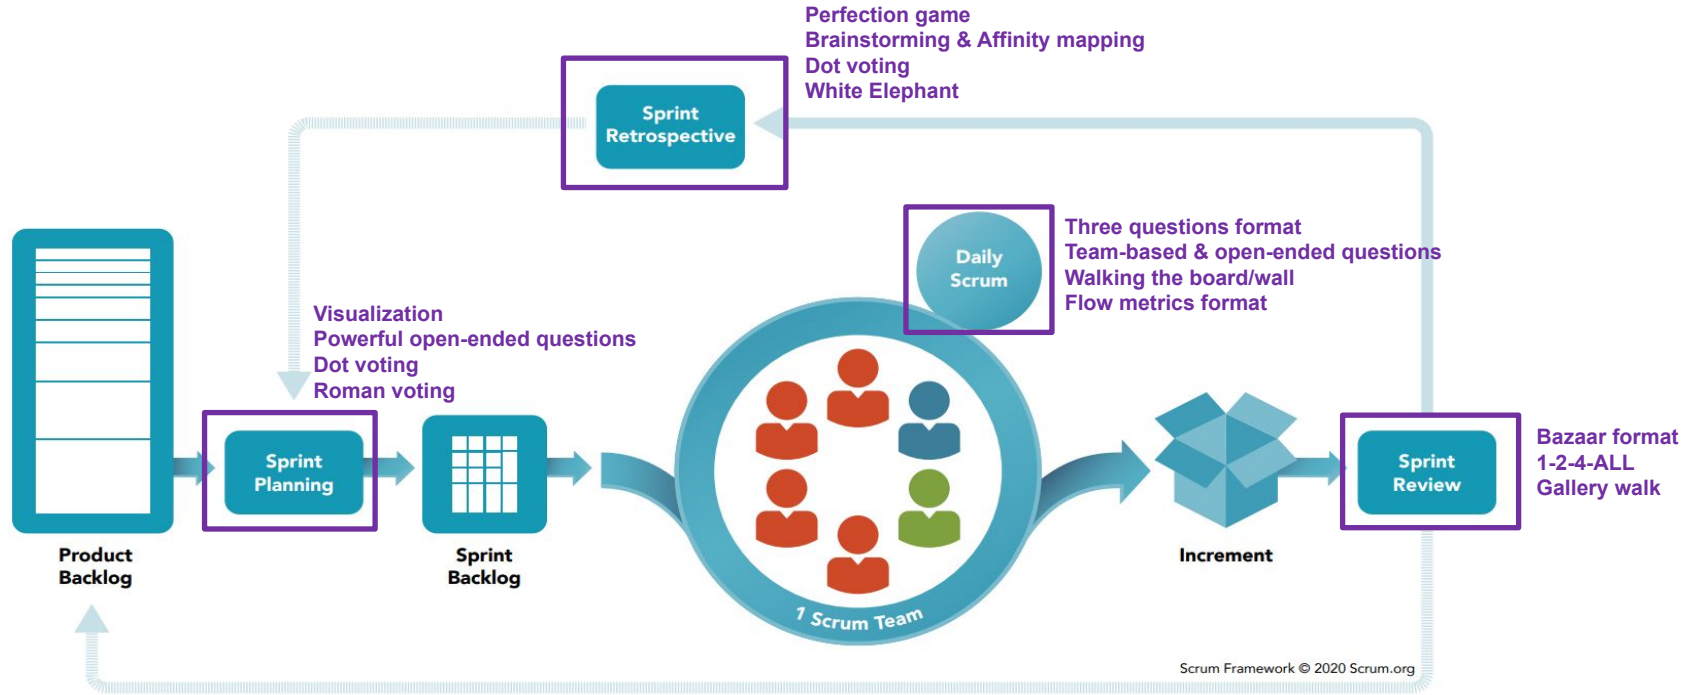 Perfection game
Brainstorming & Affinity mapping
Dot voting
White Elephant
Sprint
Retrospective
Daily
Scrum
Three questions format
Team-based & open-ended questions
Walking the board/wall
Flow metrics format
Visualization
Powerful open-ended questions
Dot voting
Roman voting
Sprint
Planning
Product
Backlog
Sprint
Backlog
1 Scrum Team
Increment
Sprint
Review
Bazaar format
1-2-4-ALL
Gallery walk
Scrum Framework © 2020 Scrum.org